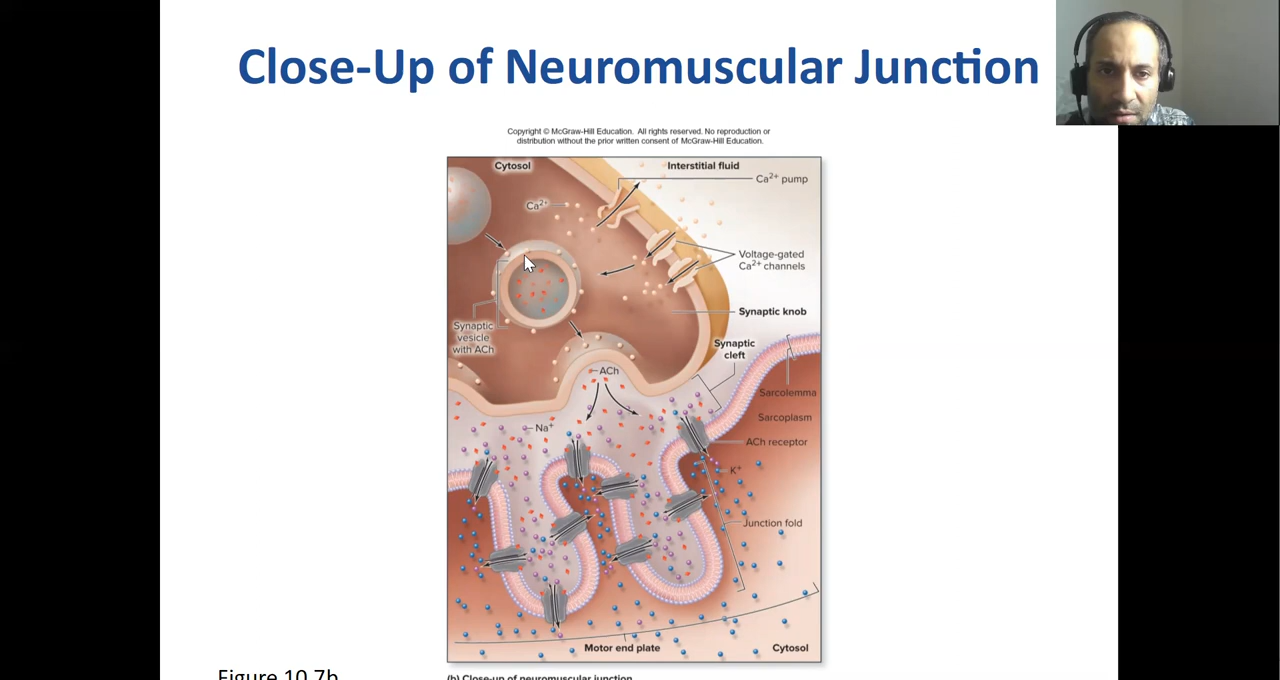 Close-Up of Neuromuscular Junction
Copyright © McGraw-Hill Education. All rights reserved. No reproduction or
distribution without the prior written consent of McGraw-Hill Education.
Cytosol
Interstitial fluid
Ca²⁺ pump
Ca²⁺
Voltage-gated
Ca²⁺ channels
Synaptic knob
Synaptic
vesicle
with ACh
Synaptic
cleft
ACh
Sarcolemma
Sarcoplasm
Na⁺
ACh receptor
K⁺
Junction fold
Motor end plate
Cytosol
Figure 10.7b
(b) Close-up of neuromuscular junction